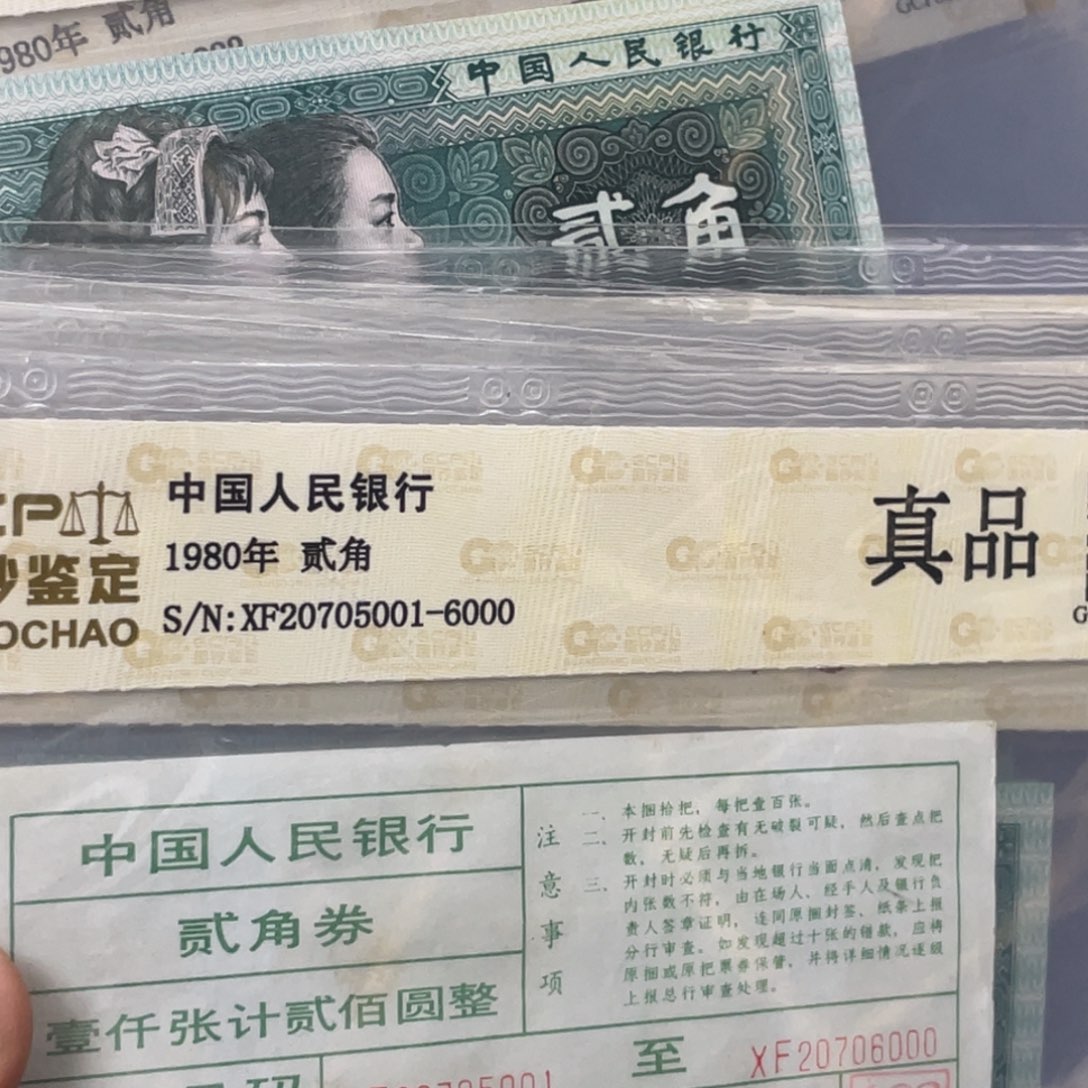 1980年 贰角
中国人民银行
贰角
中国人民银行
1980年 贰角
S/N:XF20705001-6000
真品
鉴定
OCHAO
中国人民银行
贰角券
壹仟张计贰佰圆整
注意事项
一、本捆拾把，每把壹百张。
二、开封前先检查有无破裂可疑，然后查点把
数，无疑后再拆。
三、开封时必须与当地银行当面点清，发现把
内张数不符，由在场人、经手人及银行负
责人签章证明，连同原捆封签、纸条上报
分行审查。如发现超过十张的错款，应将
原捆或原把票券保管，并将详细情况逐级
上报总行审查处理。
至
XF20706000